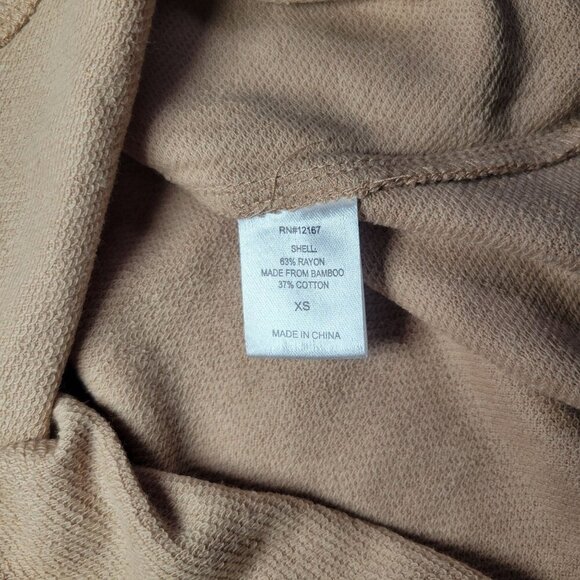 RN#12167
SHELL:
63% RAYON
MADE FROM BAMBOO
37% COTTON
XS
MADE IN CHINA